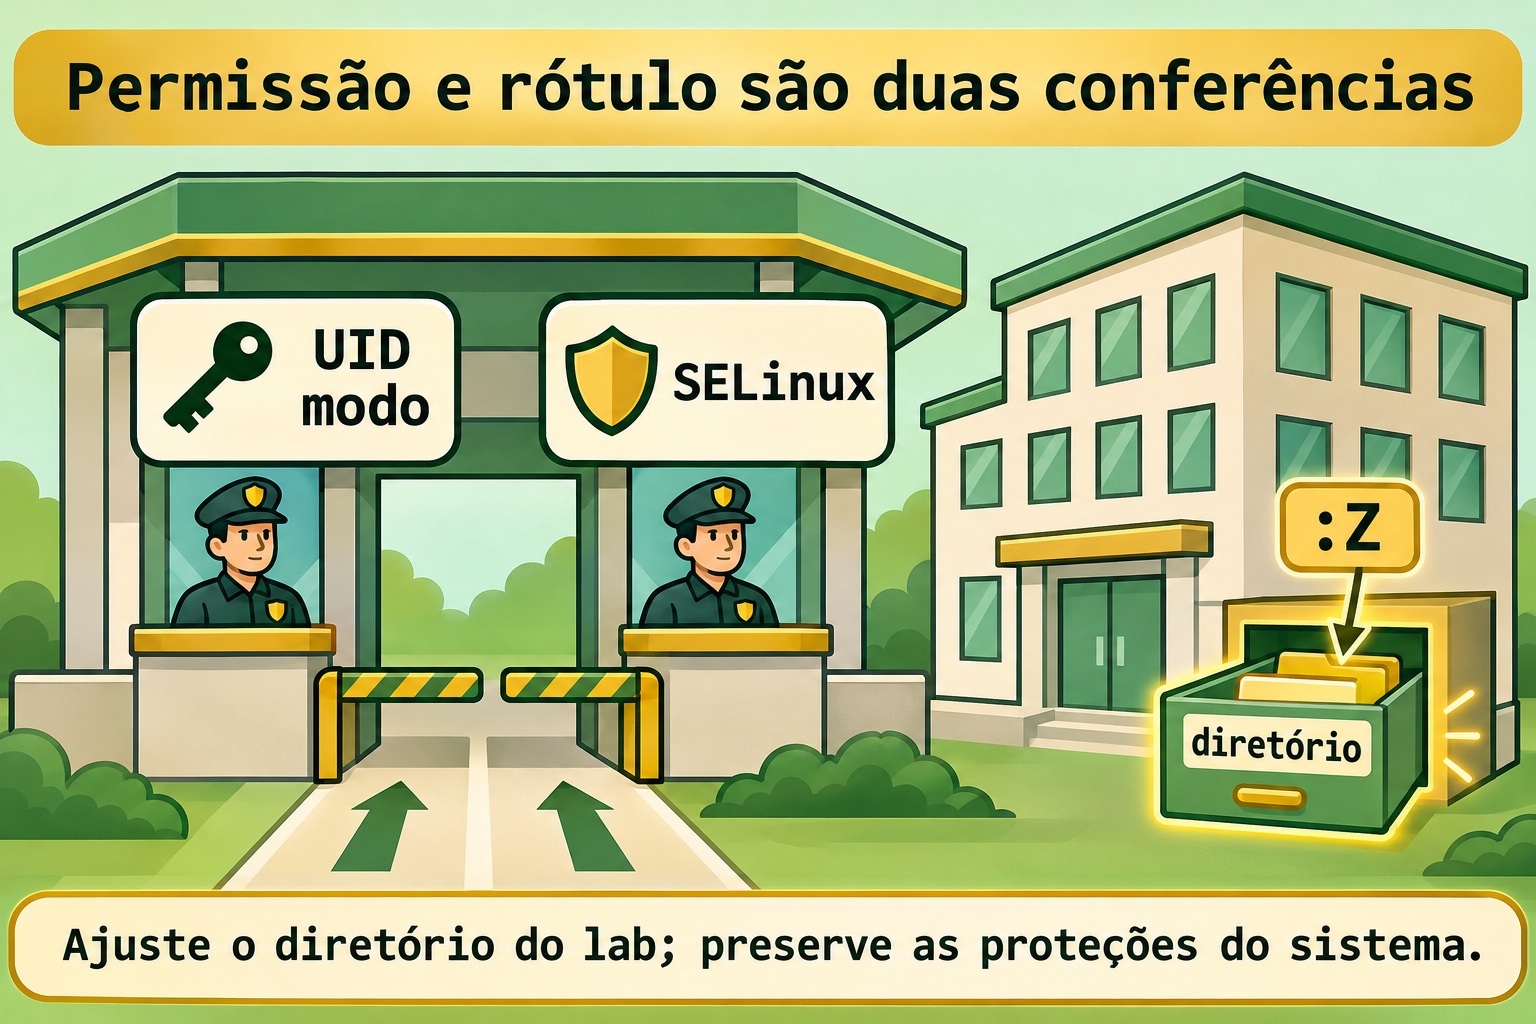 Permissão e rótulo são duas conferências
UID
modo
SELinux
:Z
diretório
Ajuste o diretório do lab; preserve as proteções do sistema.